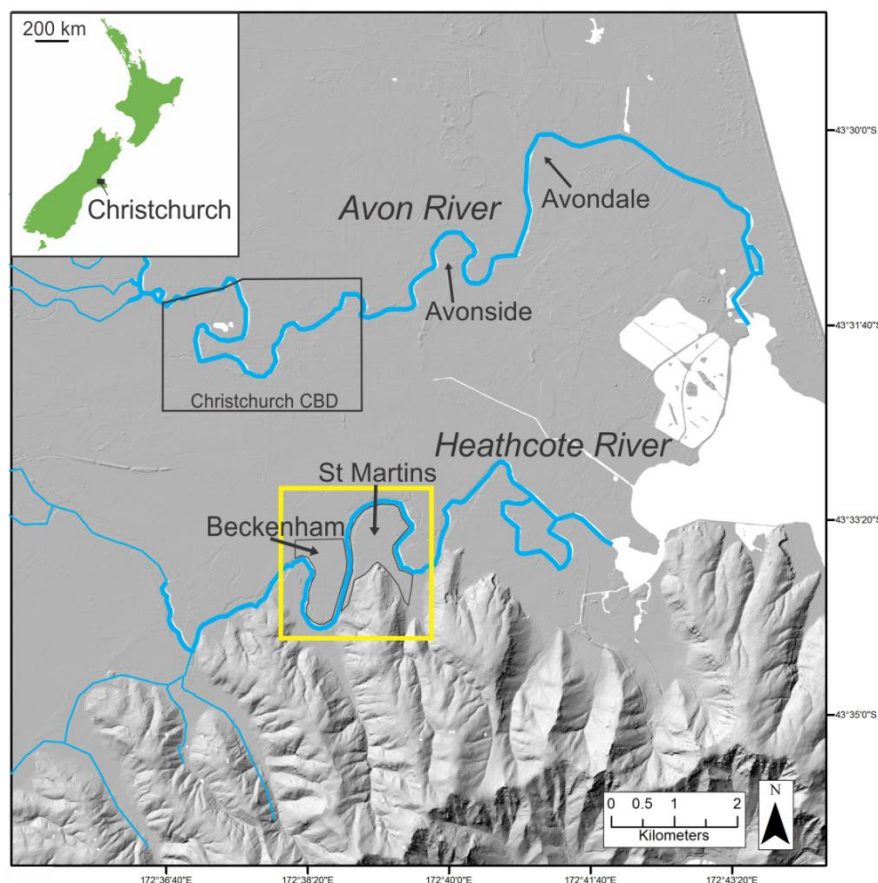 200 km
Christchurch
Avon River
Avondale
Avonside
Christchurch CBD
Heathcote River
St Martins
Beckenham
43°30'0"S
43°31'40"S
43°33'20"S
43°35'0"S
0 0.5 1 2
Kilometers
N
172°36'40"E 172°38'20"E 172°40'0"E 172°41'40"E 172°43'20"E